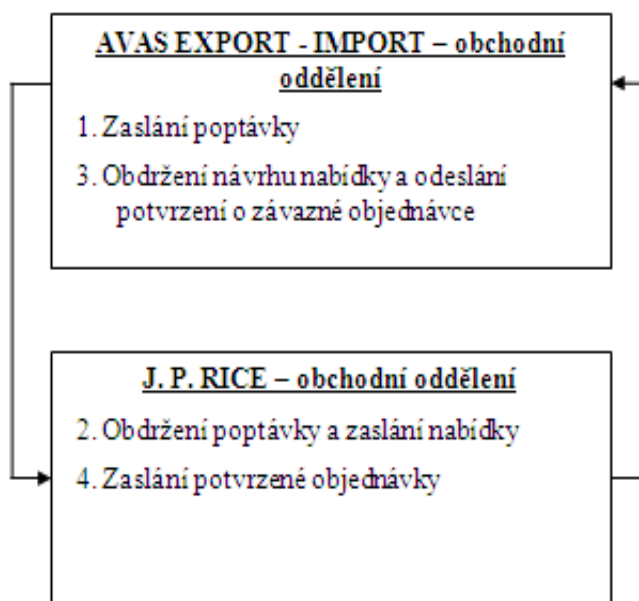 AVAS EXPORT - IMPORT – obchodní
oddělení
1. Zaslání poptávky
3. Obdržení návrhu nabídky a odeslání
potvrzení o závazné objednávce
J. P. RICE – obchodní oddělení
2. Obdržení poptávky a zaslání nabídky
4. Zaslání potvrzené objednávky